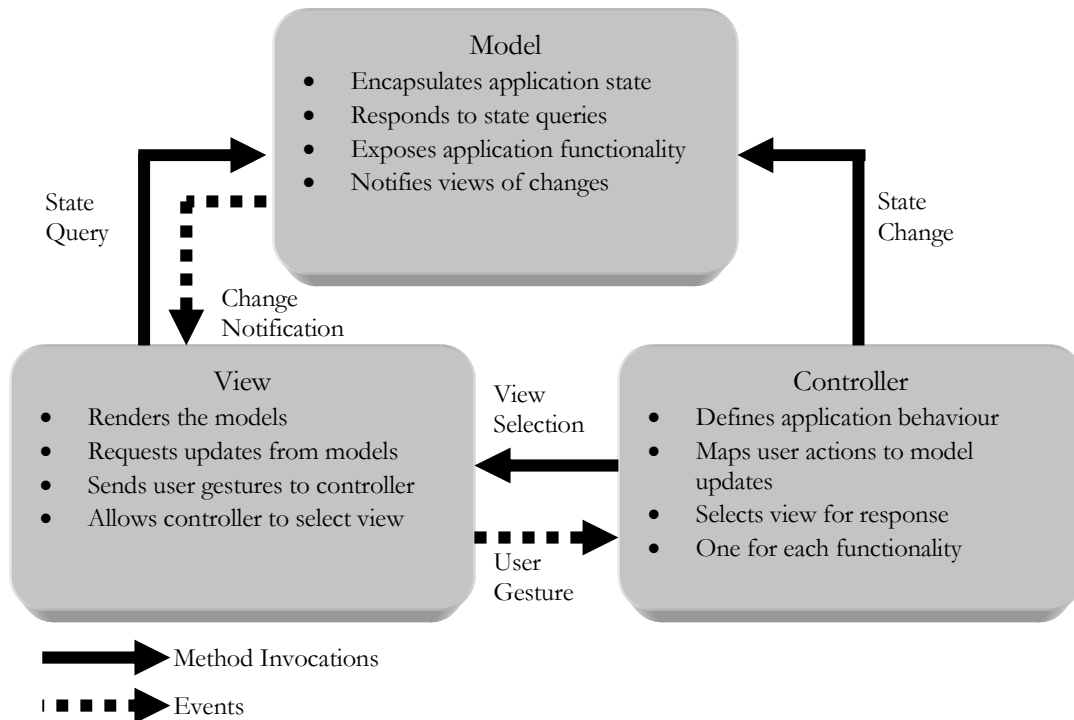 Model
• Encapsulates application state
• Responds to state queries
• Exposes application functionality
• Notifies views of changes
State
Query
State
Change
Change
Notification
View
• Renders the models
• Requests updates from models
• Sends user gestures to controller
• Allows controller to select view
View
Selection
User
Gesture
Controller
• Defines application behaviour
• Maps user actions to model
updates
• Selects view for response
• One for each functionality
Method Invocations
Events